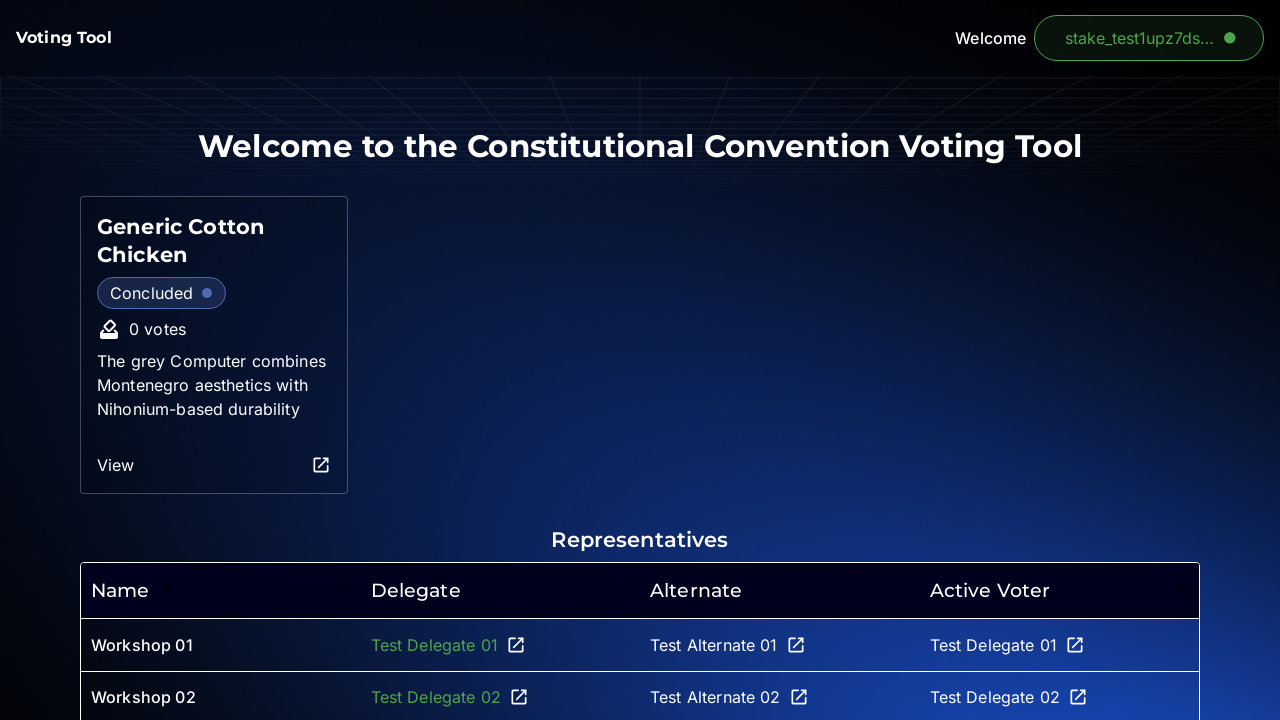 Voting Tool
Welcome stake_test1upz7ds...
Welcome to the Constitutional Convention Voting Tool
Generic Cotton
Chicken
Concluded
0 votes
The grey Computer combines
Montenegro aesthetics with
Nihonium-based durability
View
Representatives
Name Delegate Alternate Active Voter
Workshop 01 Test Delegate 01 Test Alternate 01 Test Delegate 01
Workshop 02 Test Delegate 02 Test Alternate 02 Test Delegate 02